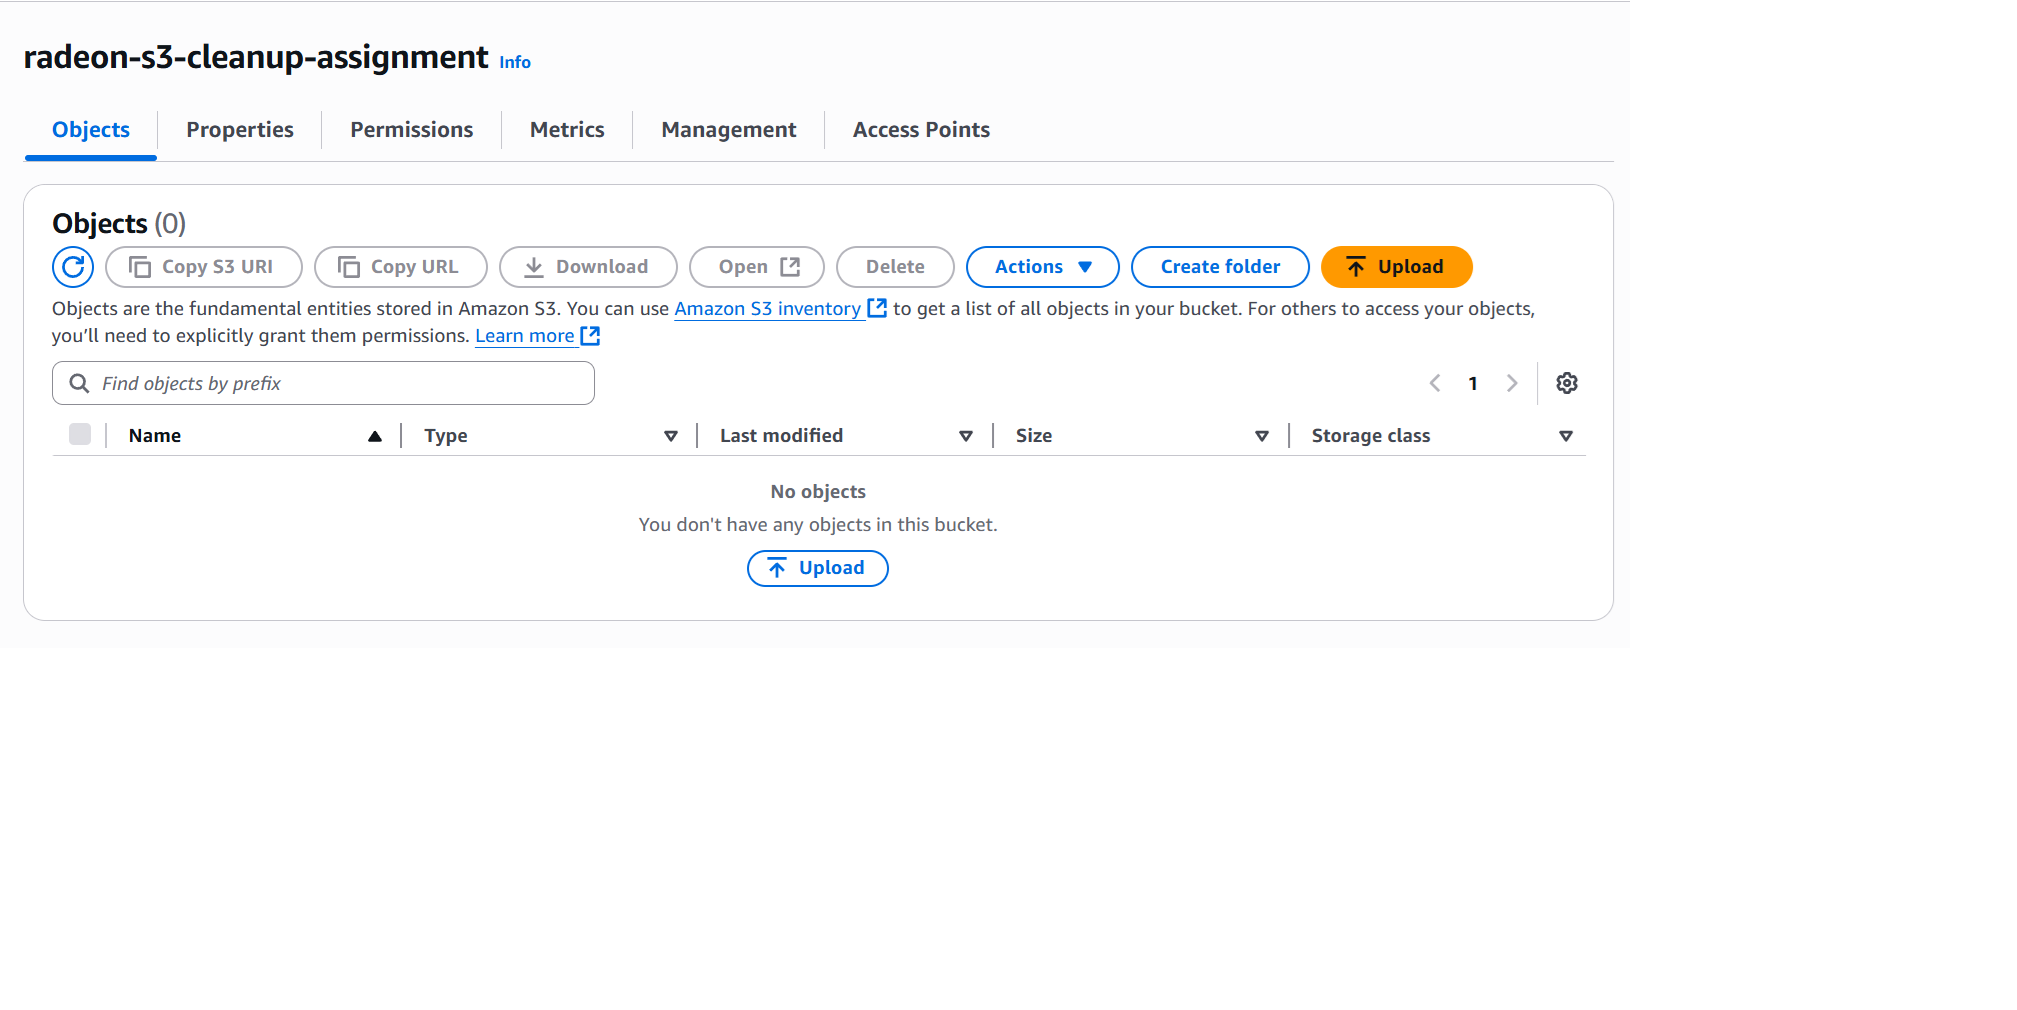 radeon-s3-cleanup-assignment Info
Objects Properties Permissions Metrics Management Access Points
Objects (0)
Copy S3 URI Copy URL Download Open Delete Actions Create folder Upload
Objects are the fundamental entities stored in Amazon S3. You can use Amazon S3 inventory to get a list of all objects in your bucket. For others to access your objects,
you’ll need to explicitly grant them permissions. Learn more
Find objects by prefix 1
Name Type Last modified Size Storage class
No objects
You don't have any objects in this bucket.
Upload